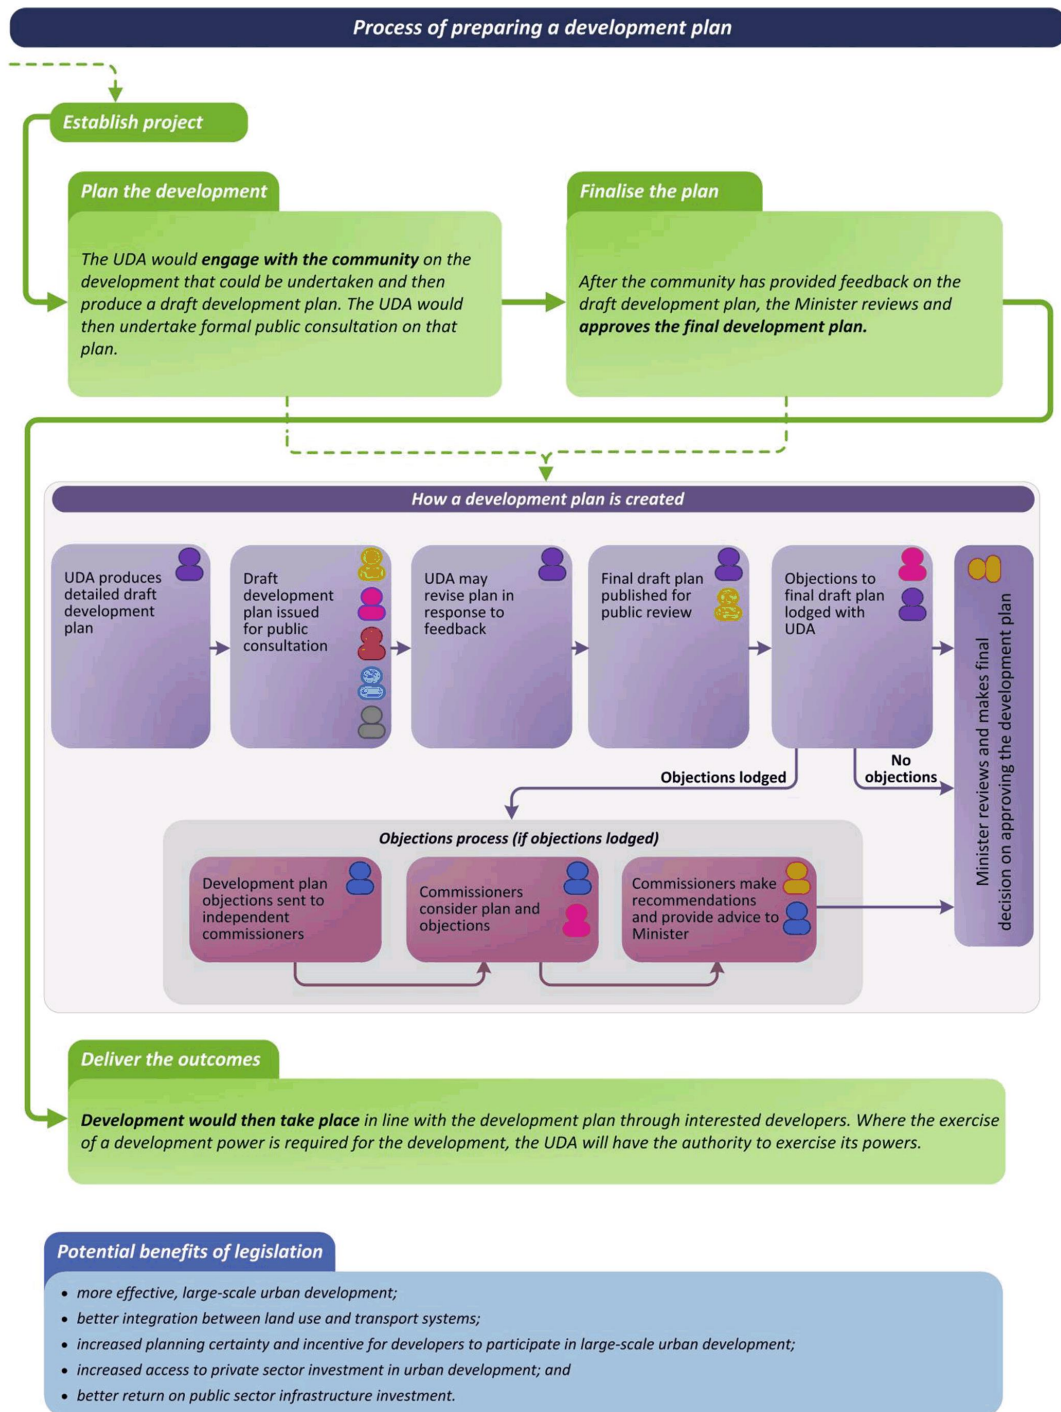 Process of preparing a development plan
Establish project
Plan the development
The UDA would engage with the community on the
development that could be undertaken and then
produce a draft development plan. The UDA would
then undertake formal public consultation on that
plan.
Finalise the plan
After the community has provided feedback on the
draft development plan, the Minister reviews and
approves the final development plan.
How a development plan is created
UDA produces
detailed draft
development
plan
Draft
development
plan issued
for public
consultation
UDA may
revise plan in
response to
feedback
Final draft plan
published for
public review
Objections to
final draft plan
lodged with
UDA
Minister reviews and makes final
decision on approving the development plan
Objections lodged
No
objections
Objections process (if objections lodged)
Development plan
objections sent to
independent
commissioners
Commissioners
consider plan and
objections
Commissioners make
recommendations
and provide advice to
Minister
Deliver the outcomes
Development would then take place in line with the development plan through interested developers. Where the exercise
of a development power is required for the development, the UDA will have the authority to exercise its powers.
Potential benefits of legislation
• more effective, large-scale urban development;
• better integration between land use and transport systems;
• increased planning certainty and incentive for developers to participate in large-scale urban development;
• increased access to private sector investment in urban development; and
• better return on public sector infrastructure investment.